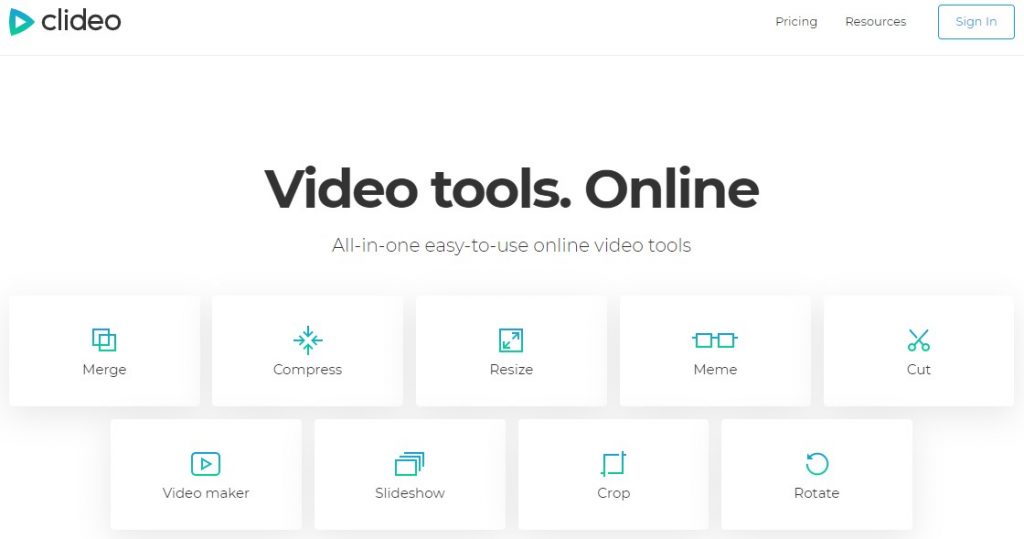 clideo
Pricing Resources Sign In
Video tools. Online
All-in-one easy-to-use online video tools
Merge Compress Resize Meme Cut
Video maker Slideshow Crop Rotate